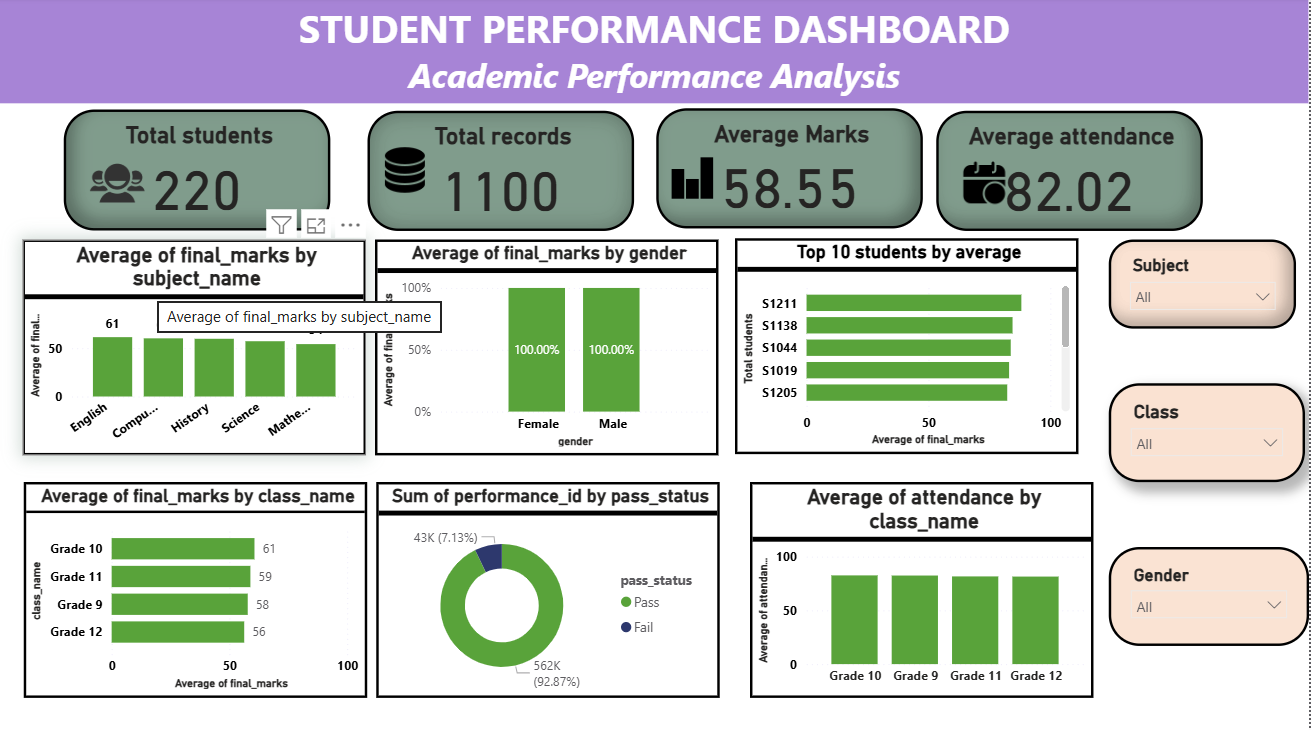 STUDENT PERFORMANCE DASHBOARD
Academic Performance Analysis
Total students
220
Total records
1100
Average Marks
58.55
Average attendance
82.02
Average of final_marks by
subject_name
Average of final_marks by subject_name
Average of final...
61
50
0
English
Compu...
History
Science
Mathe...
Average of final_marks by gender
100%
50%
0%
100.00%
100.00%
Female
Male
gender
Top 10 students by average
Total students
S1211
S1138
S1044
S1019
S1205
0
50
100
Average of final_marks
Subject
All
Class
All
Gender
All
Average of final_marks by class_name
class_name
Grade 10
61
Grade 11
59
Grade 9
58
Grade 12
56
0
50
100
Average of final_marks
Sum of performance_id by pass_status
43K (7.13%)
562K
(92.87%)
pass_status
Pass
Fail
Average of attendance by
class_name
Average of attendan...
100
50
0
Grade 10
Grade 9
Grade 11
Grade 12